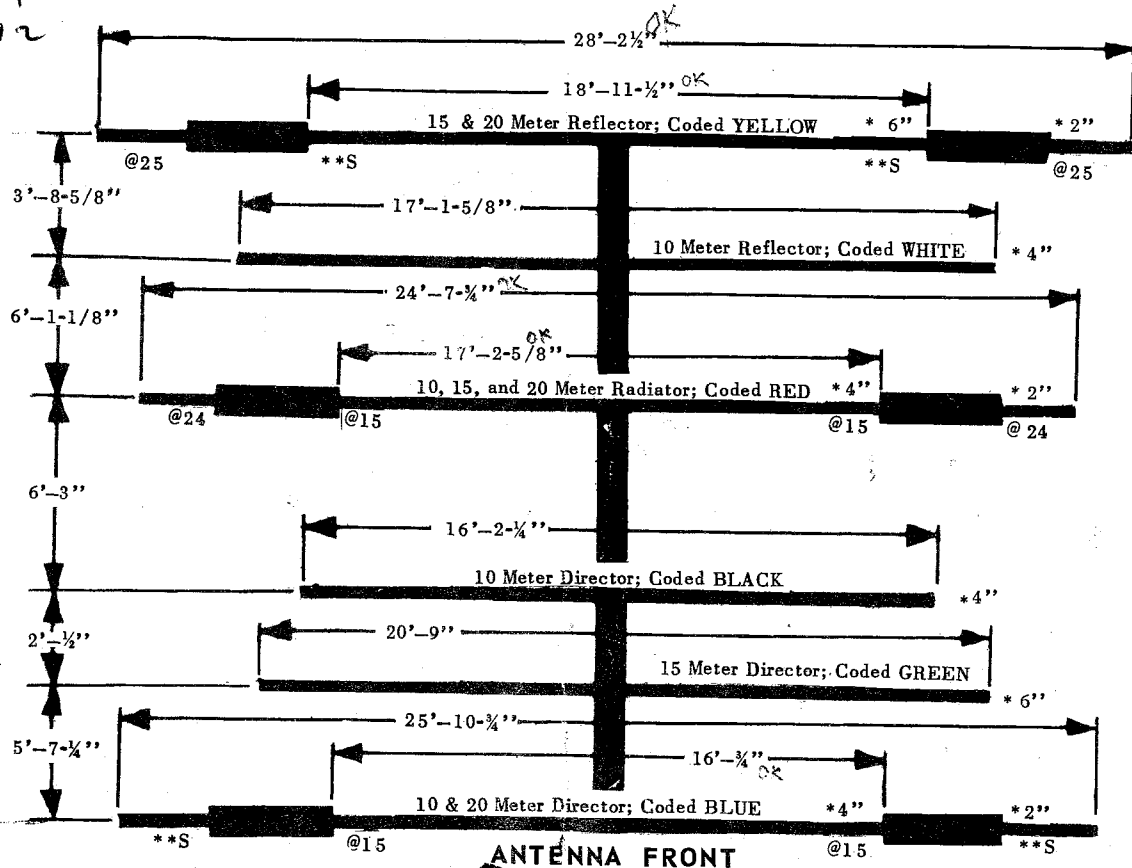 28'–2½" OK
18'–11-½" OK
15 & 20 Meter Reflector; Coded YELLOW * 6" * 2"
@25 **S **S @25
3'–8-5/8"
17'–1-5/8"
10 Meter Reflector; Coded WHITE * 4"
24'–7-¾" OK
6'–1-1/8"
17'–2-5/8" OK
10, 15, and 20 Meter Radiator; Coded RED *4" * 2"
@24 @15 @15 @ 24
6'–3"
16'–2-¼"
10 Meter Director; Coded BLACK *4"
2'–½"
20'–9"
15 Meter Director; Coded GREEN * 6"
25'–10-¾"
5'–7-¼"
16'–¾" OK
10 & 20 Meter Director; Coded BLUE *4" *2"
**S @15 @15 **S
ANTENNA FRONT